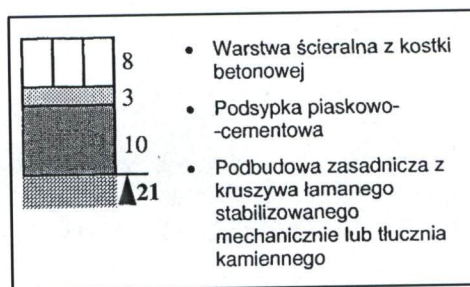 8
3
10
21
• Warstwa ścieralna z kostki
betonowej
• Podsypka piaskowo-
-cementowa
• Podbudowa zasadnicza z
kruszywa łamanego
stabilizowanego
mechanicznie lub tłucznia
kamiennego